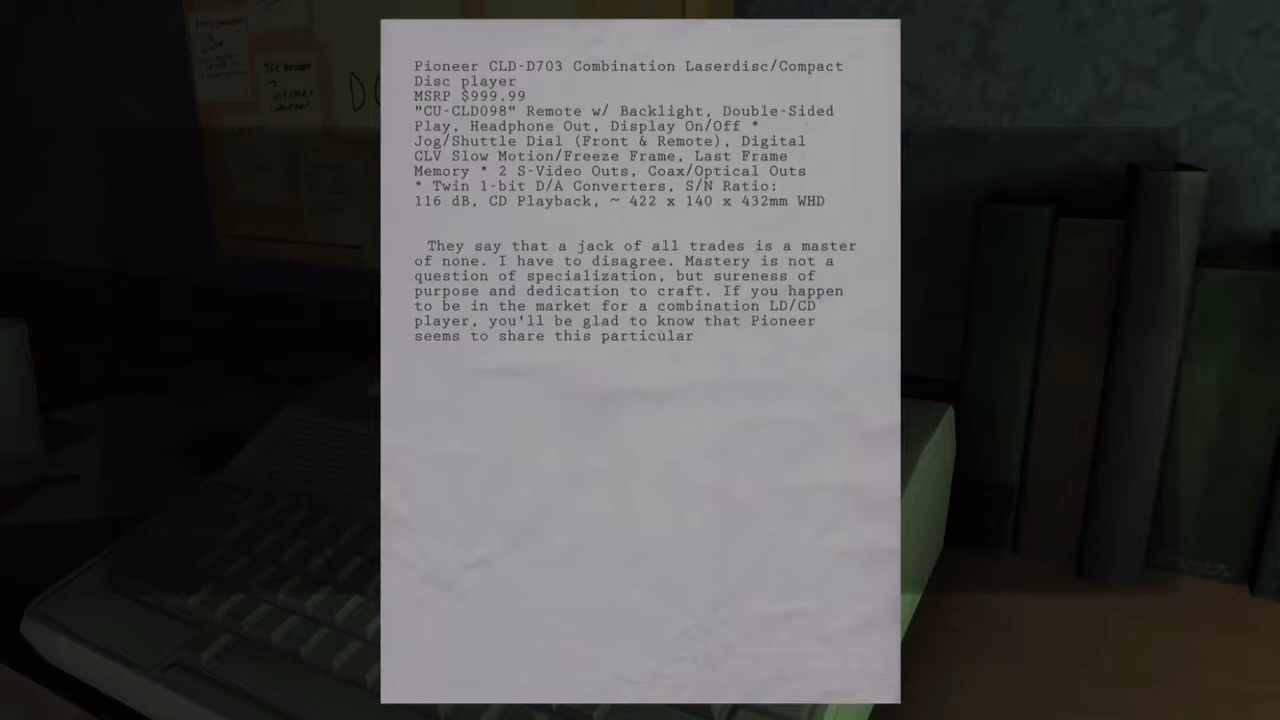 Pioneer CLD-D703 Combination Laserdisc/Compact
Disc player
MSRP $999.99
"CU-CLD098" Remote w/ Backlight, Double-Sided
Play, Headphone Out, Display On/Off *
Jog/Shuttle Dial (Front & Remote), Digital
CLV Slow Motion/Freeze Frame, Last Frame
Memory * 2 S-Video Outs, Coax/Optical Outs
* Twin 1-bit D/A Converters, S/N Ratio:
116 dB, CD Playback, ~ 422 x 140 x 432mm WHD
They say that a jack of all trades is a master
of none. I have to disagree. Mastery is not a
question of specialization, but sureness of
purpose and dedication to craft. If you happen
to be in the market for a combination LD/CD
player, you'll be glad to know that Pioneer
seems to share this particular